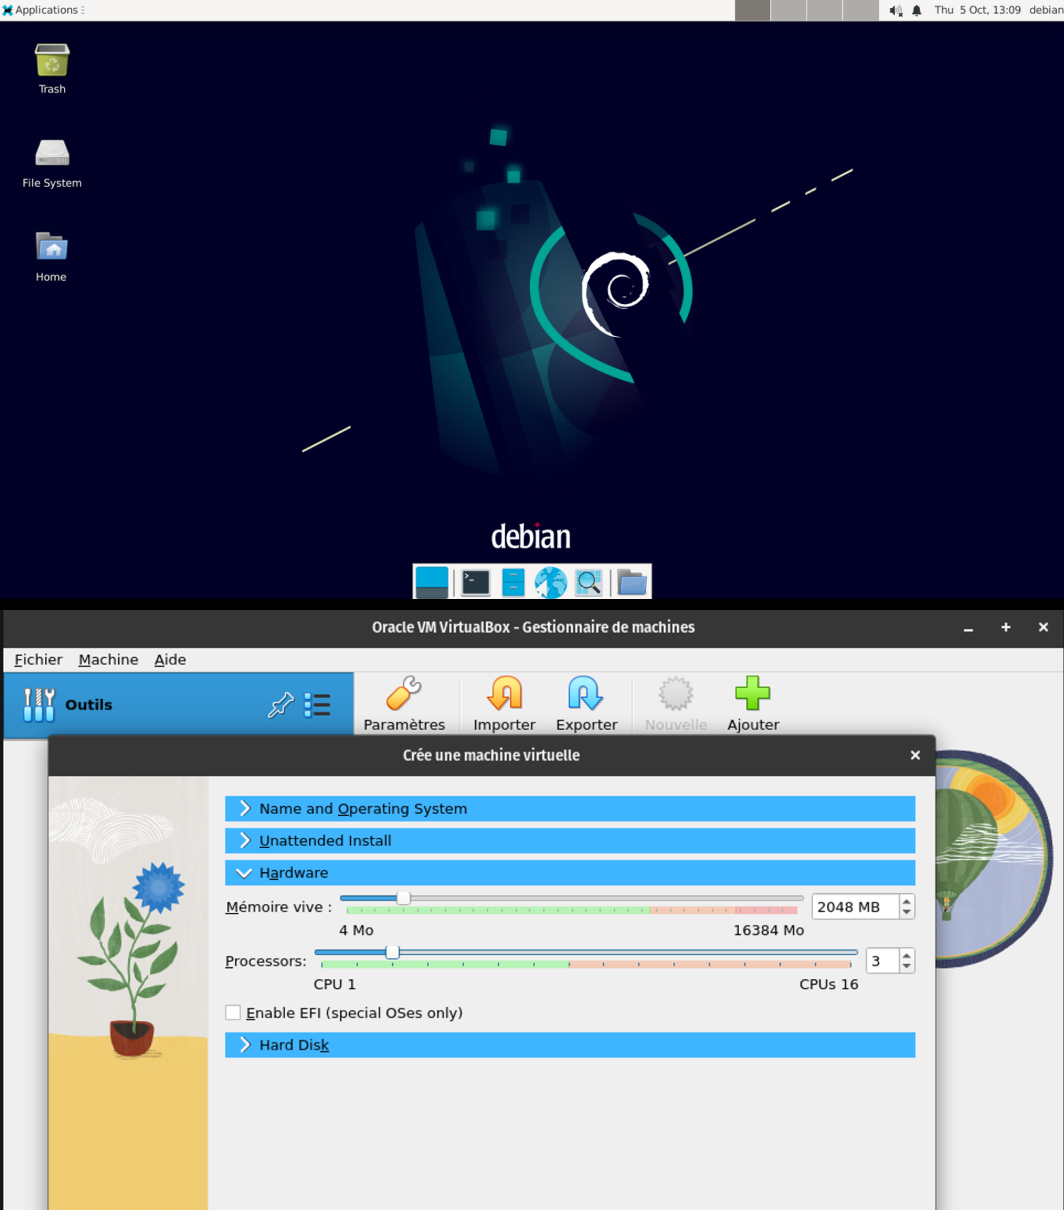 Applications
Thu 5 Oct, 13:09 debian
Trash
File System
Home
debian
Oracle VM VirtualBox - Gestionnaire de machines
Fichier Machine Aide
Outils
Paramètres Importer Exporter Nouvelle Ajouter
Crée une machine virtuelle
Name and Operating System
Unattended Install
Hardware
Mémoire vive : 2048 MB
4 Mo 16384 Mo
Processors: 3
CPU 1 CPUs 16
Enable EFI (special OSes only)
Hard Disk